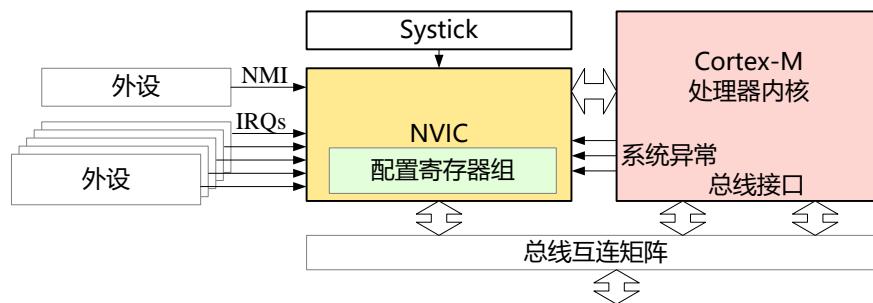 Systick
Cortex-M
处理器内核
外设
NMI
IRQs
NVIC
配置寄存器组
系统异常
外设
总线接口
总线互连矩阵